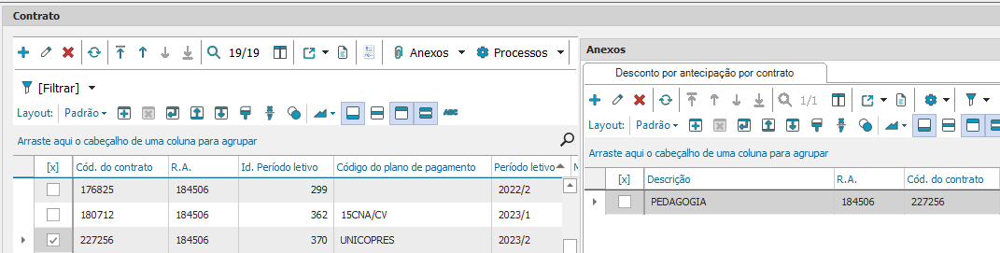 Contrato
19/19 Anexos Processos
[Filtrar]
Layout: Padrão ABC
Arraste aqui o cabeçalho de uma coluna para agrupar
[x] Cód. do contrato R.A. Id. Período letivo Código do plano de pagamento Período letivo
176825 184506 299 2022/2
180712 184506 362 15CNA/CV 2023/1
227256 184506 370 UNICOPRES 2023/2
Anexos
Desconto por antecipação por contrato
1/1
Layout: Padrão
Arraste aqui o cabeçalho de uma coluna para agrupar
[x] Descrição R.A. Cód. do contrato
PEDAGOGIA 184506 227256